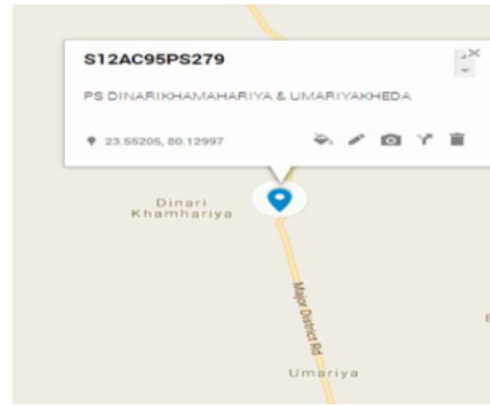 S12AC95PS279
PS DINARIKHAMAHARIYA & UMARIYAKHEDA
23.55205, 80.12997
Dinari
Khamhariya
Major District Rd
Umariya